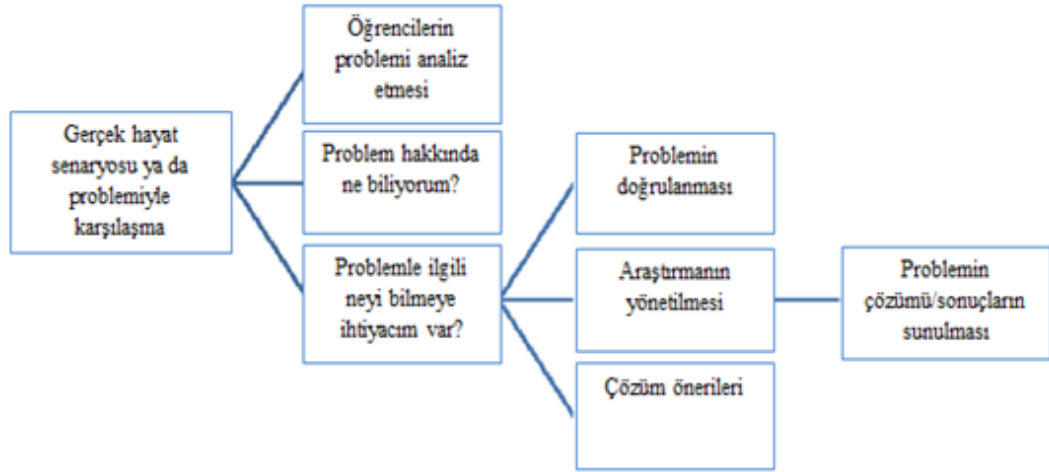 Gerçek hayat
senaryosu ya da
problemiyle
karşılaşma
Öğrencilerin
problemi analiz
etmesi
Problem hakkında
ne biliyorum?
Problemle ilgili
neyi bilmeye
ihtiyacım var?
Problemin
doğrulanması
Araştırmanın
yönetilmesi
Çözüm önerileri
Problemin
çözümü/sonuçların
sunulması